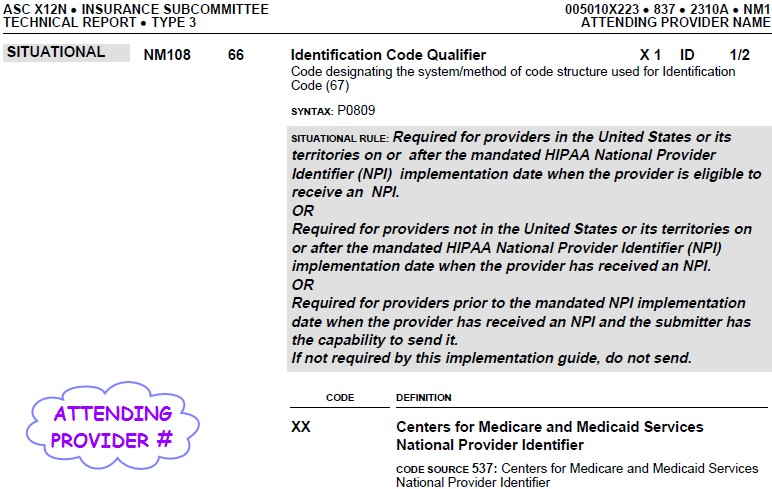 ASC X12N • INSURANCE SUBCOMMITTEE 005010X223 • 837 • 2310A • NM1
TECHNICAL REPORT • TYPE 3 ATTENDING PROVIDER NAME
SITUATIONAL NM108 66 Identification Code Qualifier X 1 ID 1/2
Code designating the system/method of code structure used for Identification
Code (67)
SYNTAX: P0809
SITUATIONAL RULE: Required for providers in the United States or its
territories on or after the mandated HIPAA National Provider
Identifier (NPI) implementation date when the provider is eligible to
receive an NPI.
OR
Required for providers not in the United States or its territories on
or after the mandated HIPAA National Provider Identifier (NPI)
implementation date when the provider has received an NPI.
OR
Required for providers prior to the mandated NPI implementation
date when the provider has received an NPI and the submitter has
the capability to send it.
If not required by this implementation guide, do not send.
CODE DEFINITION
ATTENDING
PROVIDER #
XX Centers for Medicare and Medicaid Services
National Provider Identifier
CODE SOURCE 537: Centers for Medicare and Medicaid Services
National Provider Identifier